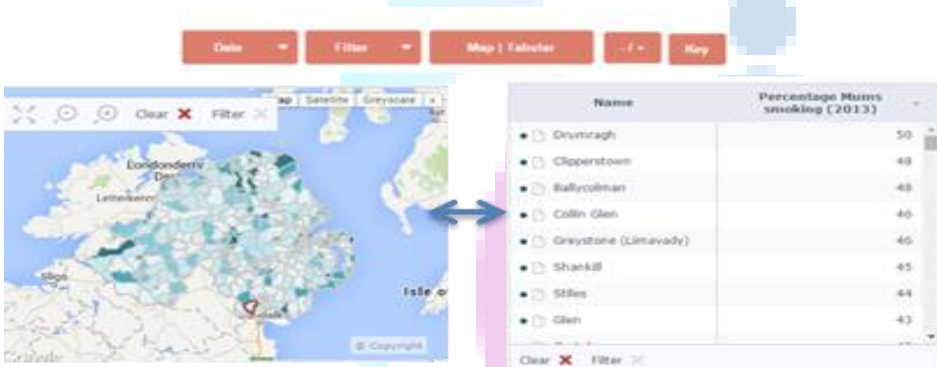 Date
Filter
Map | Tabular
- / +
Key
Clear ✖ Filter
Map Satellite Greyscale
Londonderry
Letterkenny
Sligo
Isle o
© Copyright
Name
Percentage Mums
smoking (2013)
Drumragh 50
Clipperstown 48
Ballycolman 48
Collin Glen 46
Greystone (Limavady) 46
Shankill 45
Stiles 44
Glen 43
Clear ✖ Filter